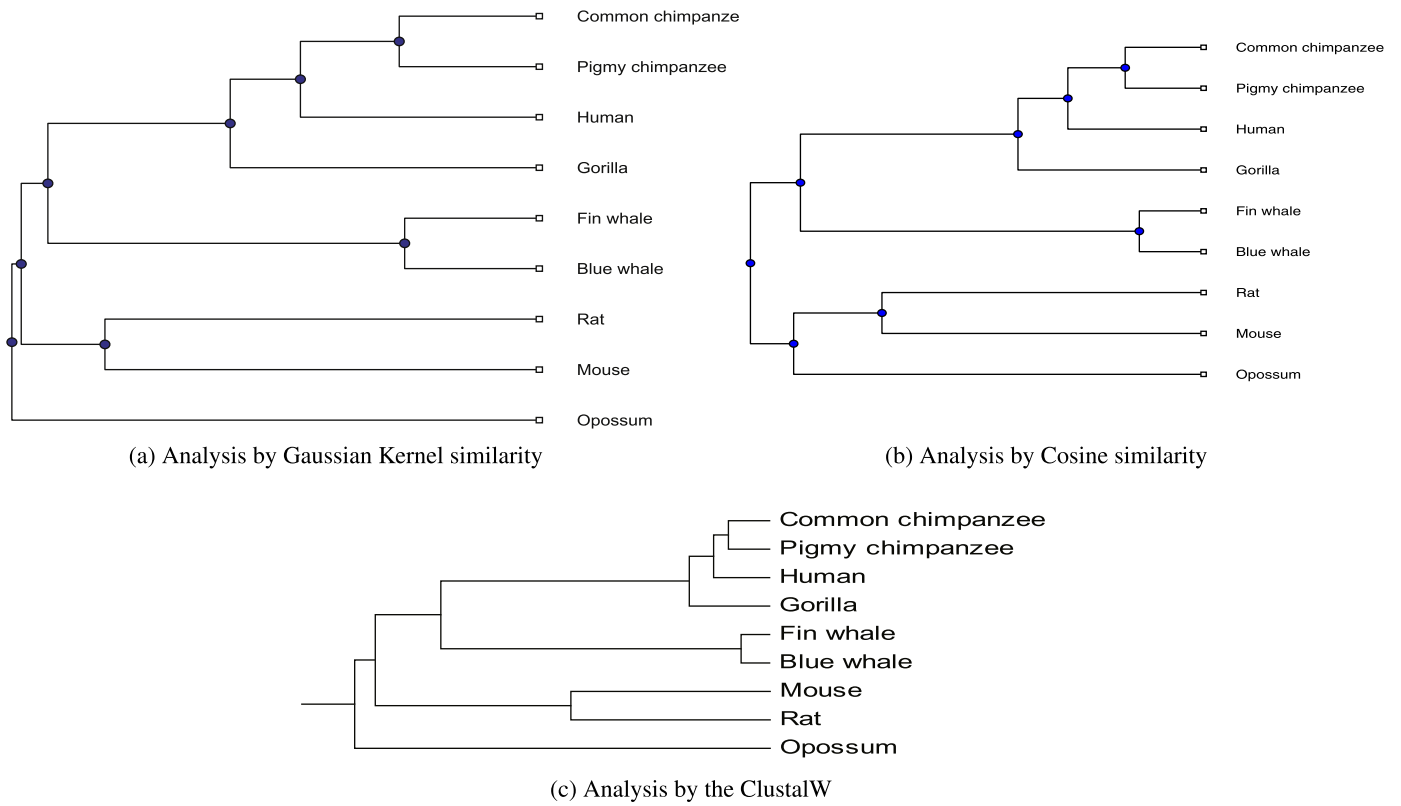 Common chimpanze
Pigmy chimpanzee
Human
Gorilla
Fin whale
Blue whale
Rat
Mouse
Opossum
(a) Analysis by Gaussian Kernel similarity
Common chimpanzee
Pigmy chimpanzee
Human
Gorilla
Fin whale
Blue whale
Rat
Mouse
Opossum
(b) Analysis by Cosine similarity
Common chimpanzee
Pigmy chimpanzee
Human
Gorilla
Fin whale
Blue whale
Mouse
Rat
Opossum
(c) Analysis by the ClustalW